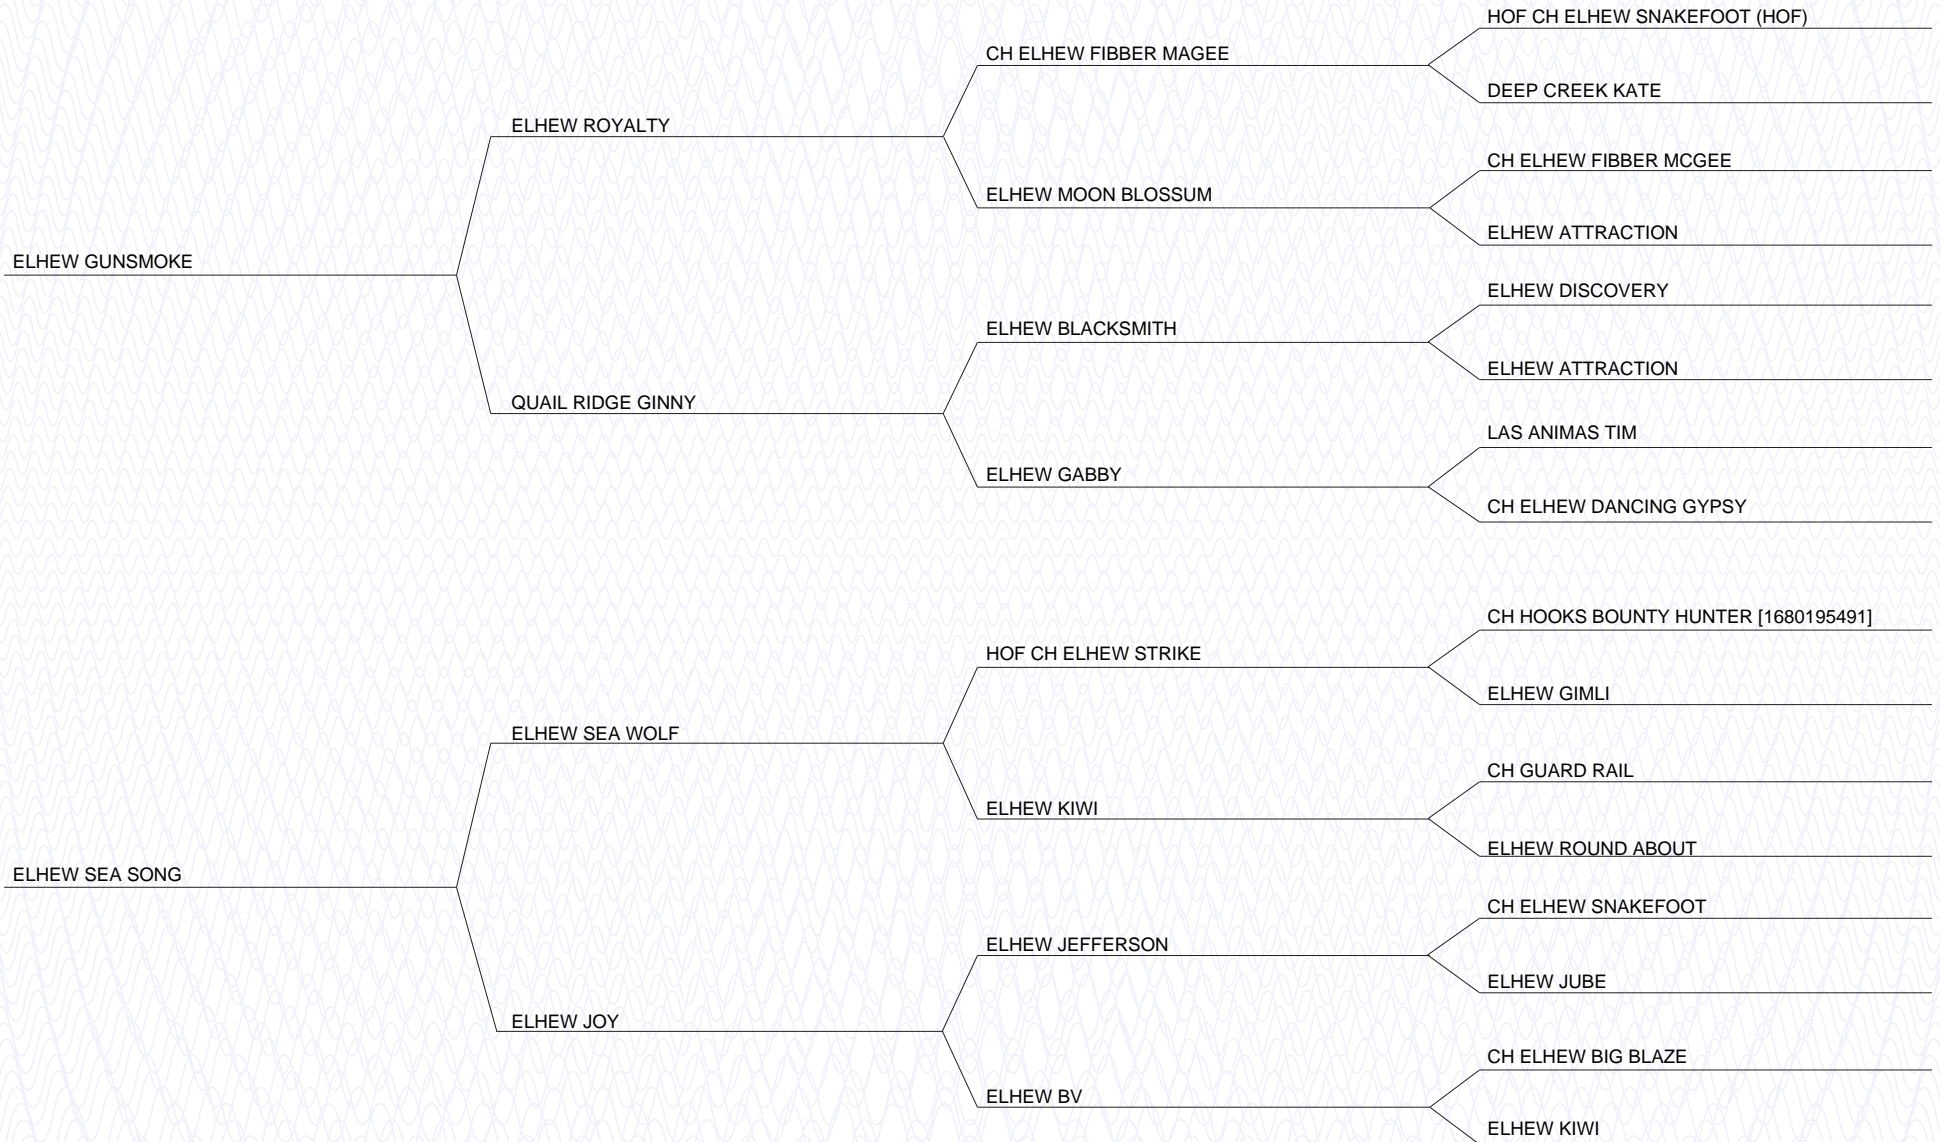 HOF CH ELHEW SNAKEFOOT (HOF)
CH ELHEW FIBBER MAGEE
DEEP CREEK KATE
ELHEW ROYALTY
CH ELHEW FIBBER MCGEE
ELHEW MOON BLOSSUM
ELHEW ATTRACTION
ELHEW GUNSMOKE
ELHEW DISCOVERY
ELHEW BLACKSMITH
ELHEW ATTRACTION
QUAIL RIDGE GINNY
LAS ANIMAS TIM
ELHEW GABBY
CH ELHEW DANCING GYPSY
CH HOOKS BOUNTY HUNTER [1680195491]
HOF CH ELHEW STRIKE
ELHEW GIMLI
ELHEW SEA WOLF
CH GUARD RAIL
ELHEW KIWI
ELHEW ROUND ABOUT
ELHEW SEA SONG
CH ELHEW SNAKEFOOT
ELHEW JEFFERSON
ELHEW JUBE
ELHEW JOY
CH ELHEW BIG BLAZE
ELHEW BV
ELHEW KIWI